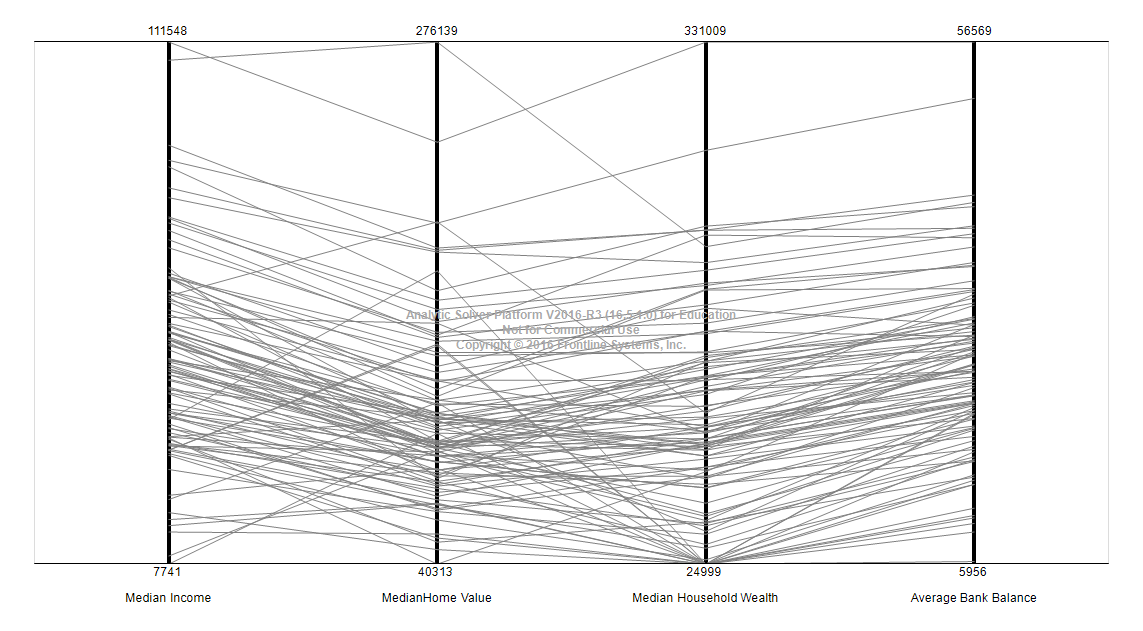 111548 276139 331009 56569
Analytic Solver Platform V2016-R3 (16.5.1.0) for Education
Not for Commercial Use
Copyright © 2016 Frontline Systems, Inc.
7741 40313 24999 5956
Median Income MedianHome Value Median Household Wealth Average Bank Balance